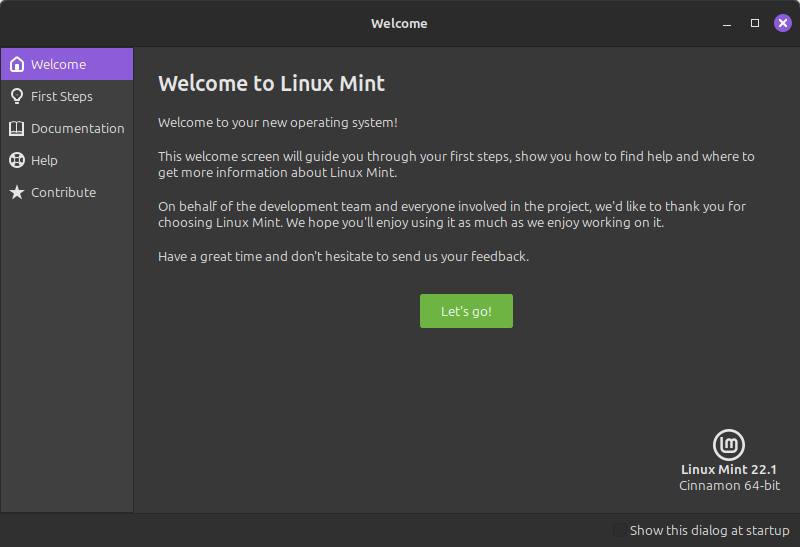 Welcome
Welcome
First Steps
Documentation
Help
Contribute
Welcome to Linux Mint
Welcome to your new operating system!
This welcome screen will guide you through your first steps, show you how to find help and where to
get more information about Linux Mint.
On behalf of the development team and everyone involved in the project, we'd like to thank you for
choosing Linux Mint. We hope you'll enjoy using it as much as we enjoy working on it.
Have a great time and don't hesitate to send us your feedback.
Let's go!
Linux Mint 22.1
Cinnamon 64-bit
Show this dialog at startup